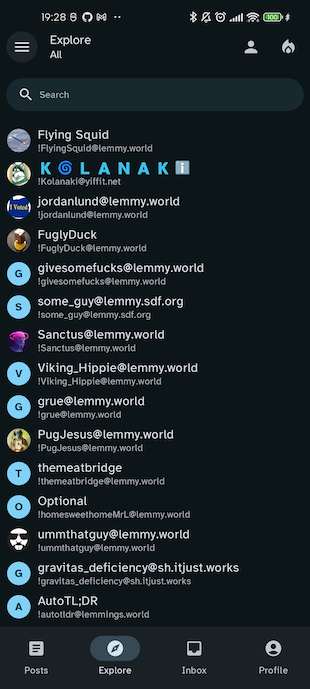 19:28
100
Explore
All
Search
Flying Squid
!FlyingSquid@lemmy.world
K🌀LANAKℹ️
!Kolanaki@yiffit.net
I Voted
jordanlund@lemmy.world
!jordanlund@lemmy.world
FuglyDuck
!FuglyDuck@lemmy.world
G
givesomefucks@lemmy.world
!givesomefucks@lemmy.world
S
some_guy@lemmy.sdf.org
!some_guy@lemmy.sdf.org
Sanctus@lemmy.world
!Sanctus@lemmy.world
V
Viking_Hippie@lemmy.world
!Viking_Hippie@lemmy.world
G
grue@lemmy.world
!grue@lemmy.world
PugJesus@lemmy.world
!PugJesus@lemmy.world
T
themeatbridge
!themeatbridge@lemmy.world
O
Optional
!homesweethomeMrL@lemmy.world
ummthatguy@lemmy.world
!ummthatguy@lemmy.world
G
gravitas_deficiency@sh.itjust.works
!gravitas_deficiency@sh.itjust.works
A
AutoTL;DR
!autotldr@lemmings.world
Posts
Explore
Inbox
Profile